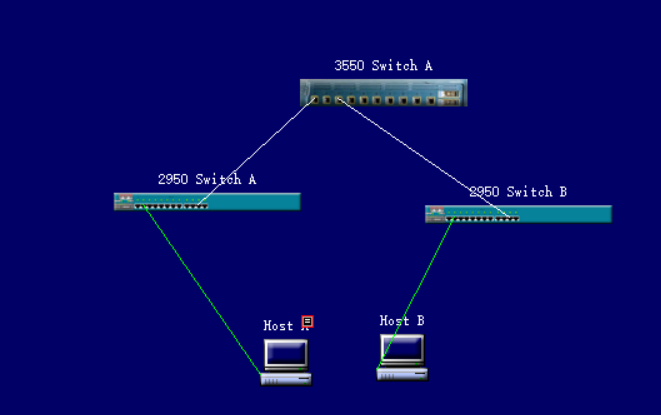 3550 Switch A
2950 Switch A
2950 Switch B
Host A
Host B